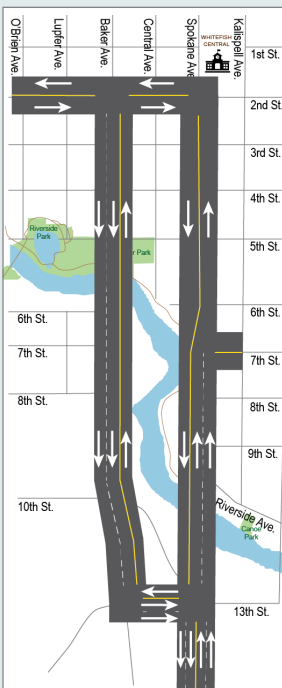 O'Brien Ave.
Lupfer Ave.
Baker Ave.
Central Ave.
Spokane Ave.
Kalispell Ave.
WHITEFISH
CENTRAL
1st St.
2nd St.
3rd St.
4th St.
5th St.
Riverside
Park
r Park
6th St.
6th St.
7th St.
7th St.
8th St.
8th St.
9th St.
10th St.
Riverside Ave.
Canoe
Park
13th St.